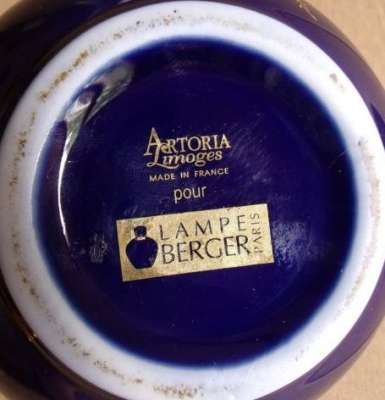 ARTORIA
Limoges
MADE IN FRANCE
pour
LAMPE
BERGER
PARIS